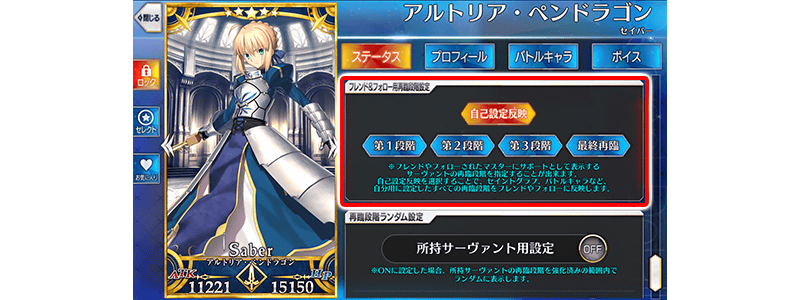 閉じる
アルトリア・ペンドラゴン
セイバー
ステータス
プロフィール
バトルキャラ
ボイス
ロック
セレクト
お気に入り
フレンド&フォロー用再臨段階設定
自己設定反映
第1段階
第2段階
第3段階
最終再臨
※フレンドやフォローされたマスターにサポートとして表示する
サーヴァントの再臨段階を指定することが出来ます。
自己設定反映を選択することで、セイントグラフ、バトルキャラなど、
自分用に設定したすべての再臨段階をフレンドやフォローに反映します。
再臨段階ランダム設定
所持サーヴァント用設定
OFF
※ONに設定した場合、所持サーヴァントの再臨段階を強化済みの範囲内で
ランダムに表示します。
Saber
アルトリア・ペンドラゴン
ATK
HP
11221
15150